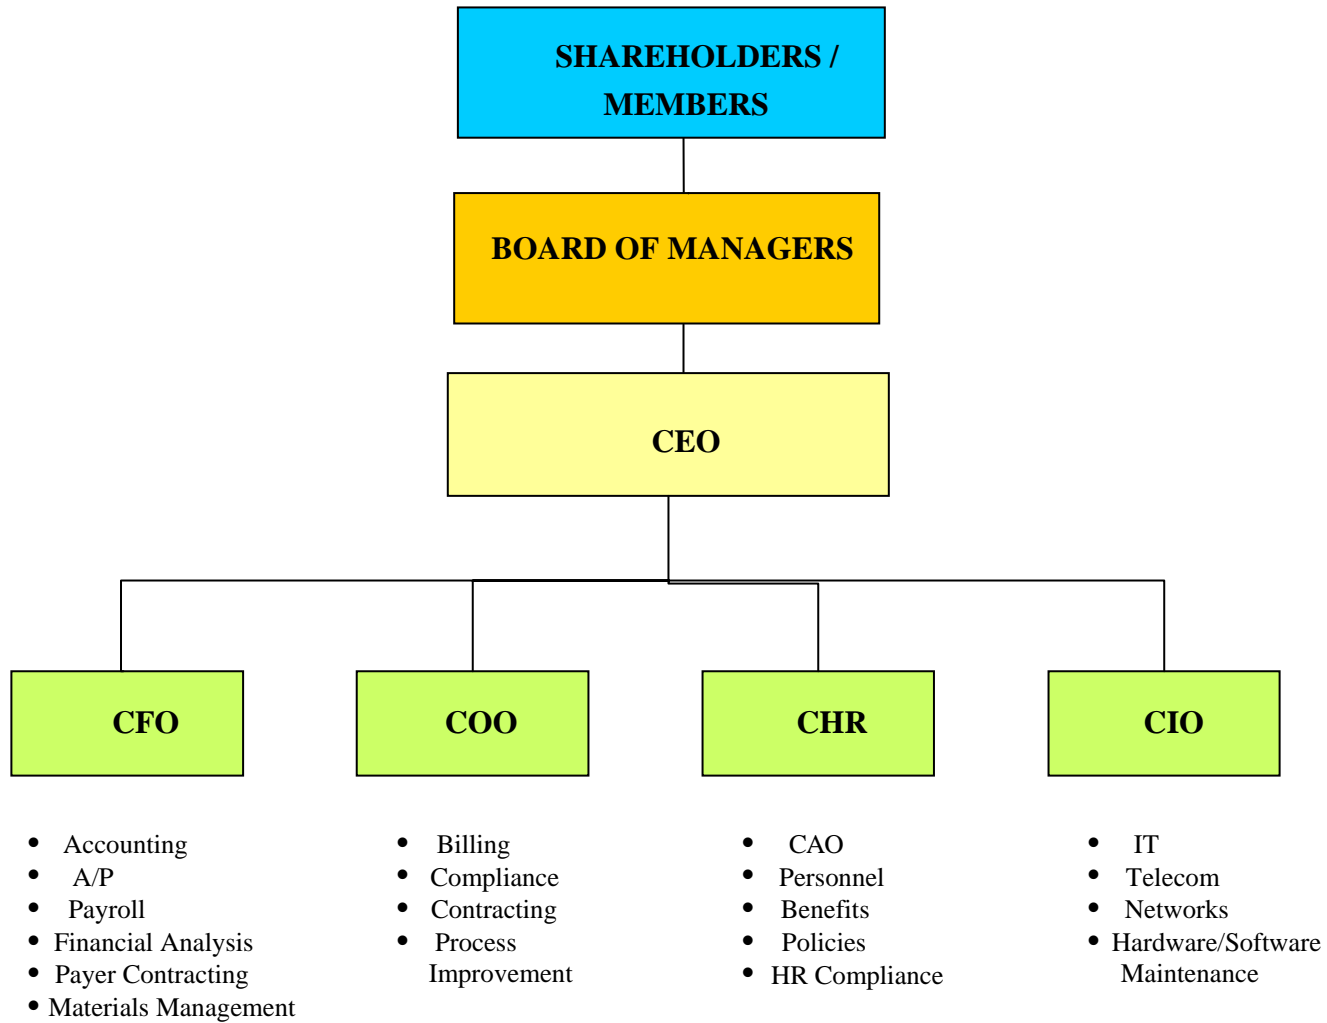 SHAREHOLDERS /
MEMBERS
BOARD OF MANAGERS
CEO
CFO
COO
CHR
CIO
• Accounting
• A/P
• Payroll
• Financial Analysis
• Payer Contracting
• Materials Management
• Billing
• Compliance
• Contracting
• Process
Improvement
• CAO
• Personnel
• Benefits
• Policies
• HR Compliance
• IT
• Telecom
• Networks
• Hardware/Software
Maintenance